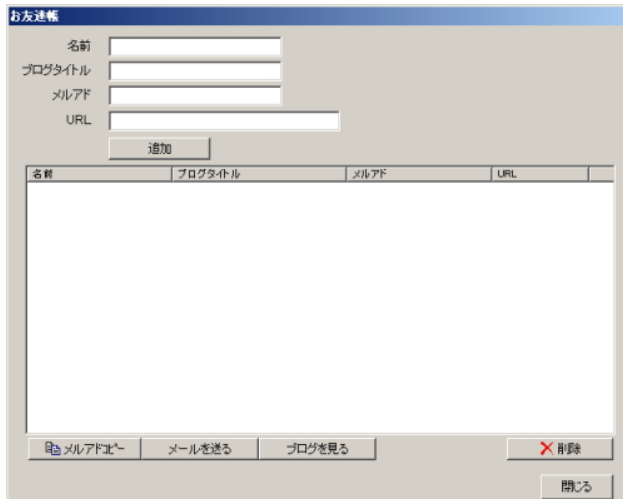 お友達帳
名前
ブログタイトル
メルアド
URL
追加
名前 ブログタイトル メルアド URL
メルアドコピー メールを送る ブログを見る 削除
閉じる